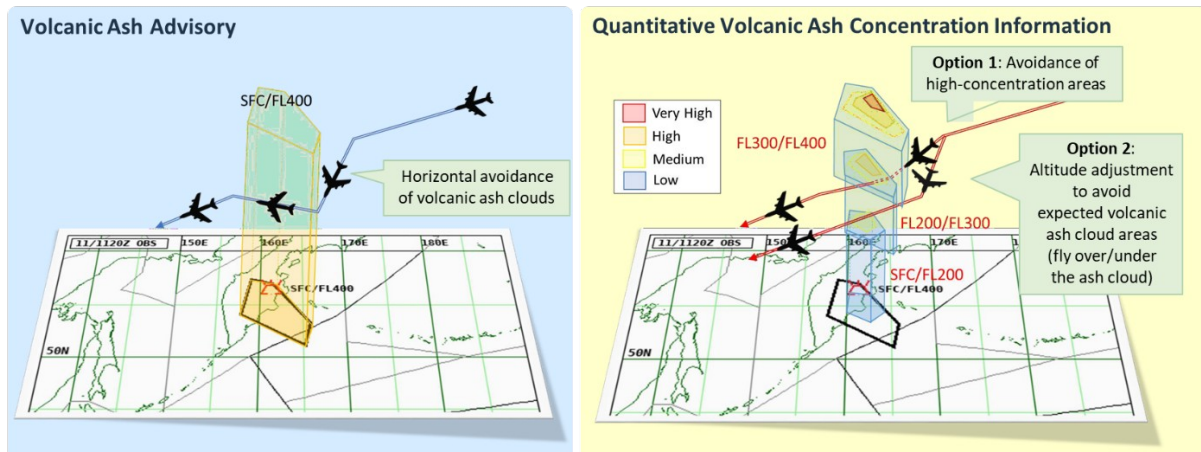 Volcanic Ash Advisory
SFC/FL400
Horizontal avoidance
of volcanic ash clouds
11/1120Z OBS
150E
160E
170E
180E
SFC/FL400
50N
Quantitative Volcanic Ash Concentration Information
Option 1: Avoidance of
high-concentration areas
Very High
High
Medium
Low
FL300/FL400
Option 2:
Altitude adjustment
to avoid
expected volcanic
ash cloud areas
(fly over/under
the ash cloud)
FL200/FL300
11/1120Z OBS
150E
160E
170E
SFC/FL200
SFC/FL400
50N